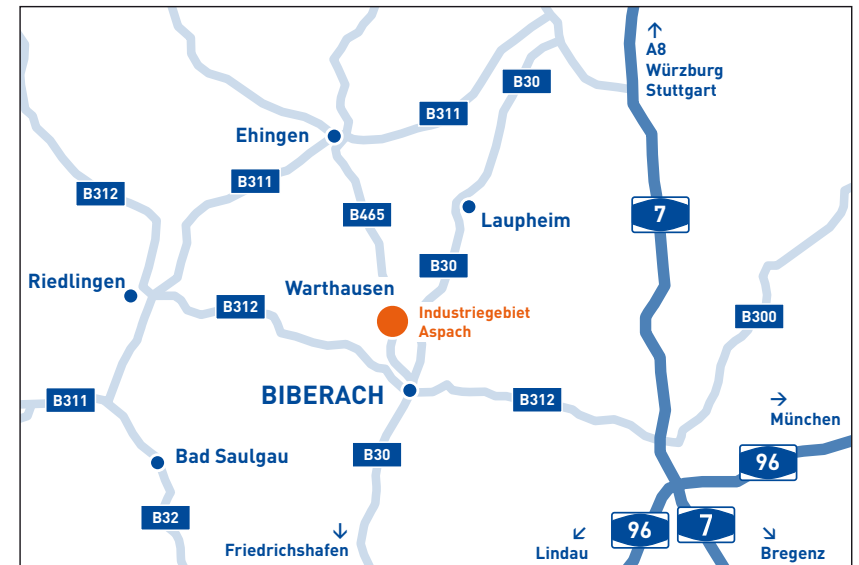 A8
Würzburg
Stuttgart
B30
B311
Ehingen
B311
B312
7
B465
Laupheim
B30
Riedlingen
Warthausen
B312
Industriegebiet
Aspach
B300
BIBERACH
B311
B312
München
Bad Saulgau
B30
96
B32
96
7
Friedrichshafen
Lindau
Bregenz